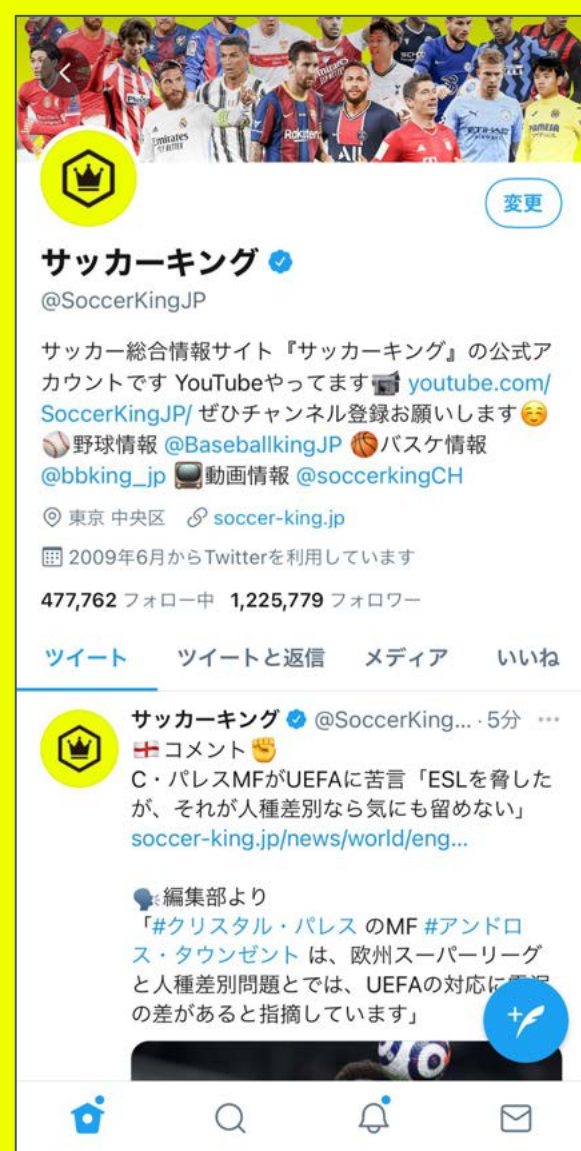 Emirates
FLY BETTER
Rakuten
ALL
Emirates
ETIHAD
PAMESA
変更
サッカーキング
@SoccerKingJP
サッカー総合情報サイト『サッカーキング』の公式ア
カウントです YouTubeやってます🎥 youtube.com/
SoccerKingJP/ ぜひチャンネル登録お願いします☺️
⚾野球情報 @BaseballkingJP 🏀バスケ情報
@bbking_jp 📺動画情報 @soccerkingCH
東京 中央区 soccer-king.jp
2009年6月からTwitterを利用しています
477,762 フォロー中 1,225,779 フォロワー
ツイート ツイートと返信 メディア いいね
サッカーキング @SoccerKing... · 5分 ···
🏴󠁧󠁢󠁥󠁮󠁧󠁿コメント✊
C・パレスMFがUEFAに苦言「ESLを脅した
が、それが人種差別なら気にも留めない」
soccer-king.jp/news/world/eng...
🗣編集部より
「#クリスタル・パレス のMF #アンドロ
ス・タウンゼント は、欧州スーパーリーグ
と人種差別問題とでは、UEFAの対応に
の差があると指摘しています」